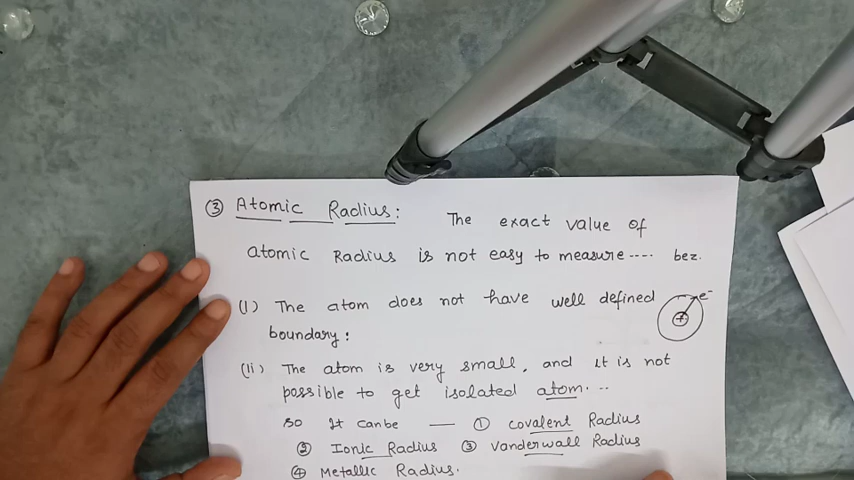 ③ Atomic Radius: The exact value of
atomic Radius is not easy to measure---- bez.
(i) The atom does not have well defined
boundary:
e⁻
+
(ii) The atom is very small, and it is not
possible to get isolated atom...
so It canbe — ① covalent Radius
② Ionic Radius ③ Vanderwall Radius
④ Metallic Radius.